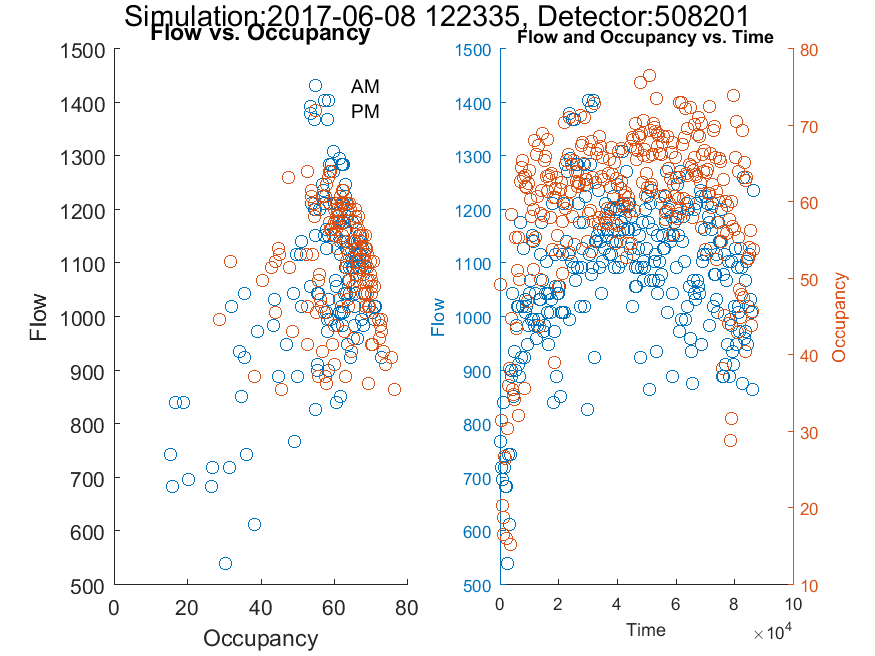 Simulation:2017-06-08 122335, Detector:508201
Flow vs. Occupancy
1500
1400
1300
1200
1100
1000
900
800
700
600
500
Flow
0 20 40 60 80
Occupancy
AM
PM
Flow and Occupancy vs. Time
1500
1400
1300
1200
1100
1000
900
800
700
600
500
Flow
80
70
60
50
40
30
20
10
Occupancy
0 2 4 6 8 10
Time
×10⁴